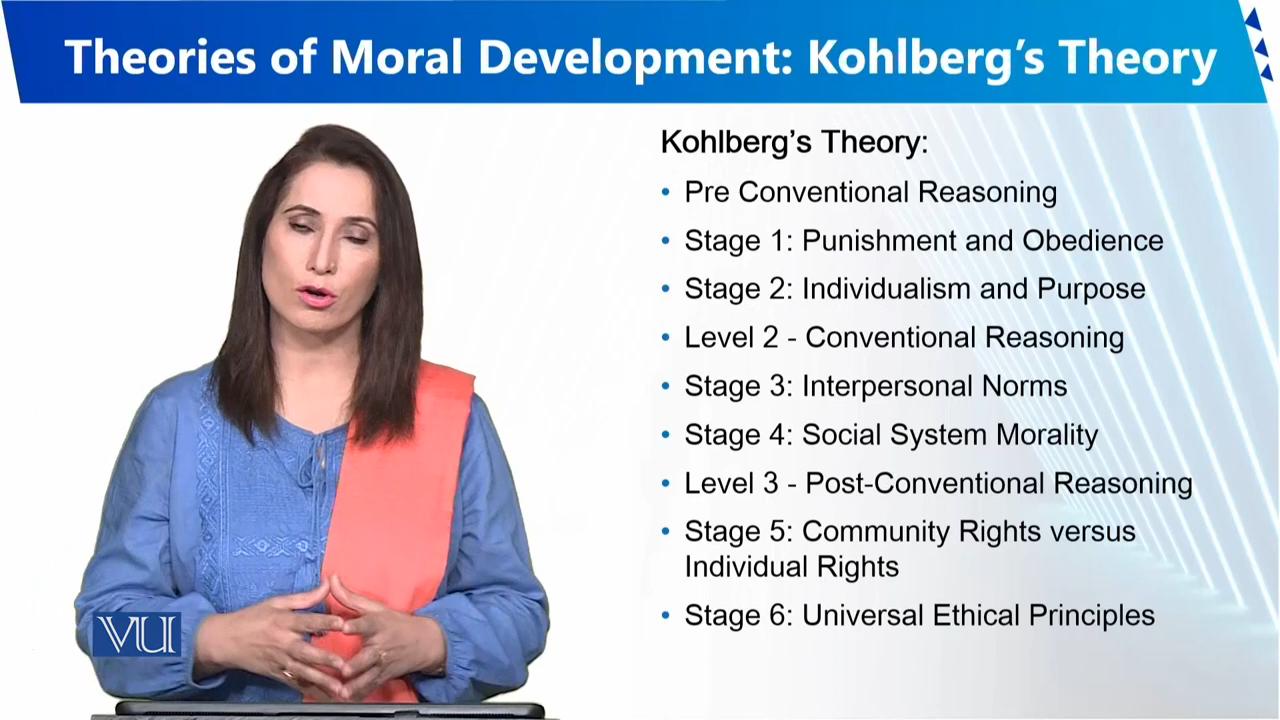 Theories of Moral Development: Kohlberg’s Theory
Kohlberg’s Theory:
• Pre Conventional Reasoning
• Stage 1: Punishment and Obedience
• Stage 2: Individualism and Purpose
• Level 2 - Conventional Reasoning
• Stage 3: Interpersonal Norms
• Stage 4: Social System Morality
• Level 3 - Post-Conventional Reasoning
• Stage 5: Community Rights versus
Individual Rights
• Stage 6: Universal Ethical Principles
VU